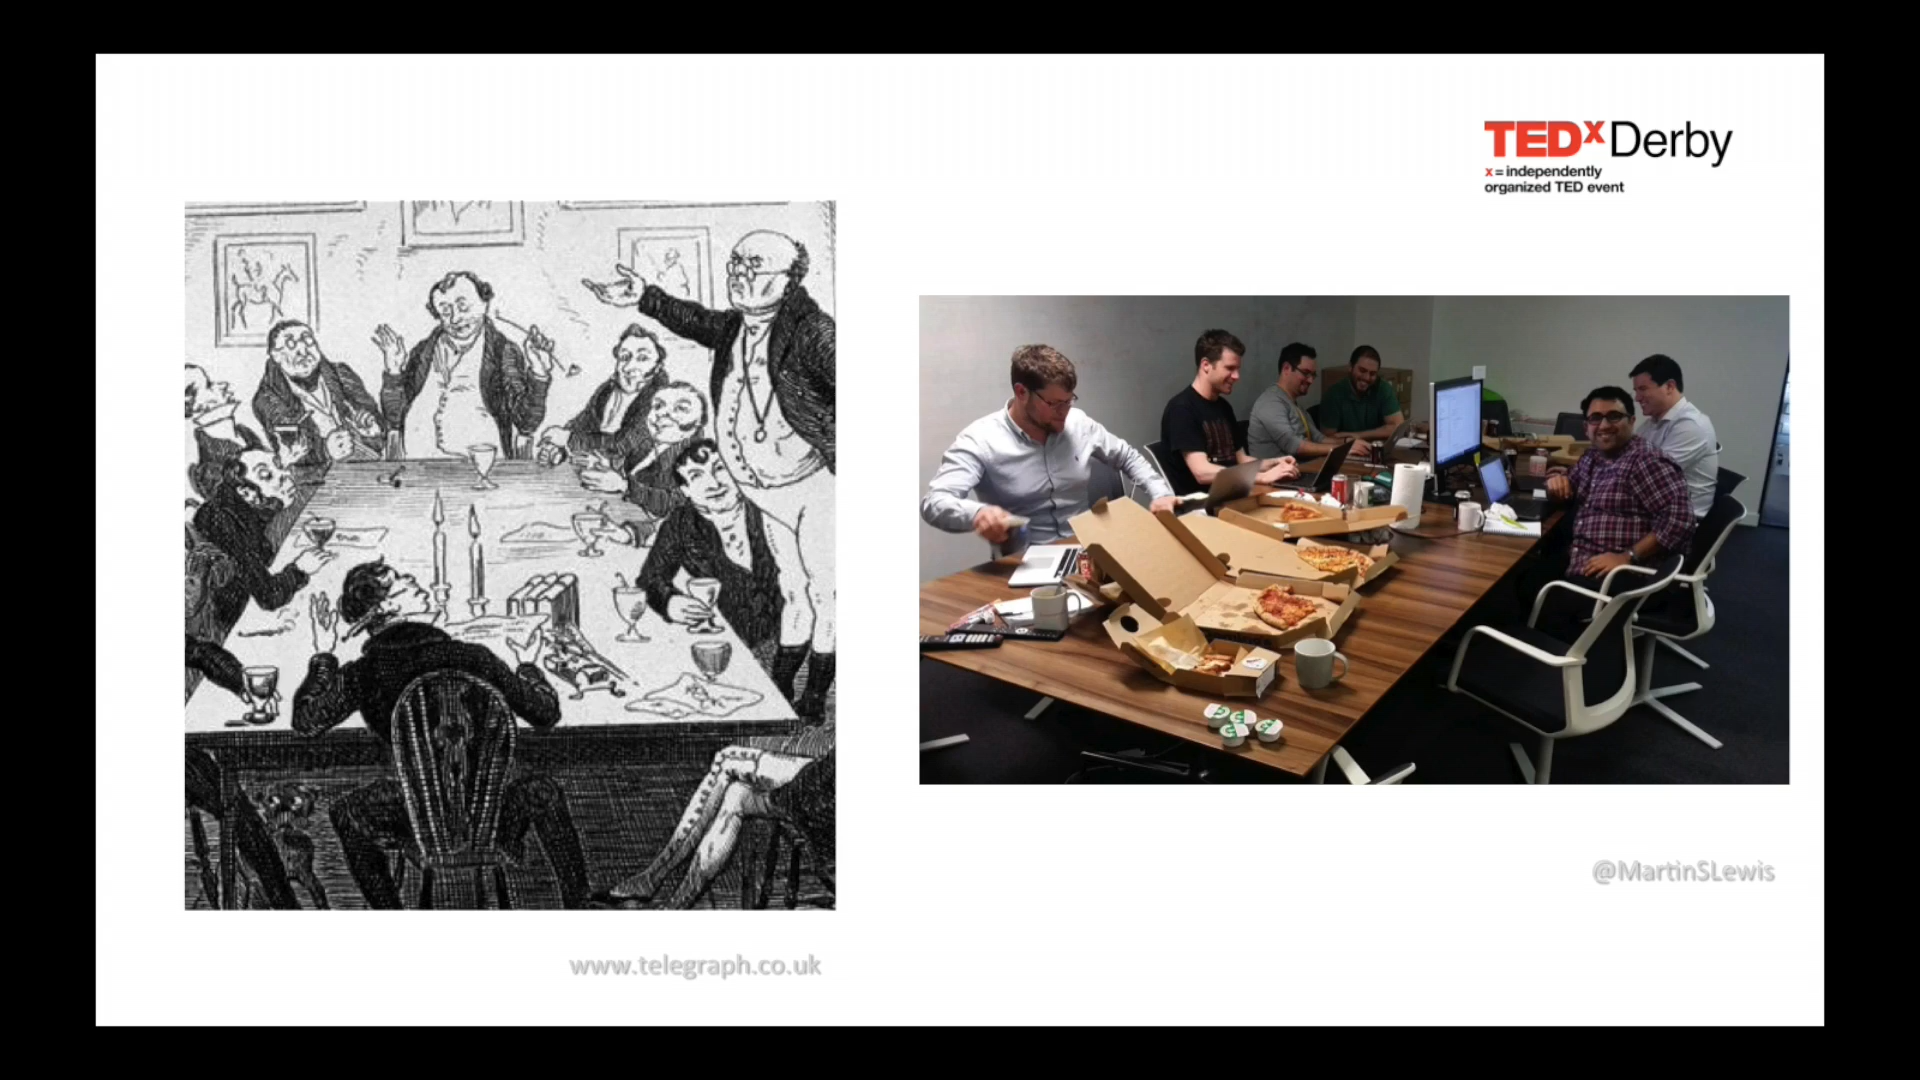 TEDxDerby
x = independently
organized TED event
@MartinSLewis
www.telegraph.co.uk